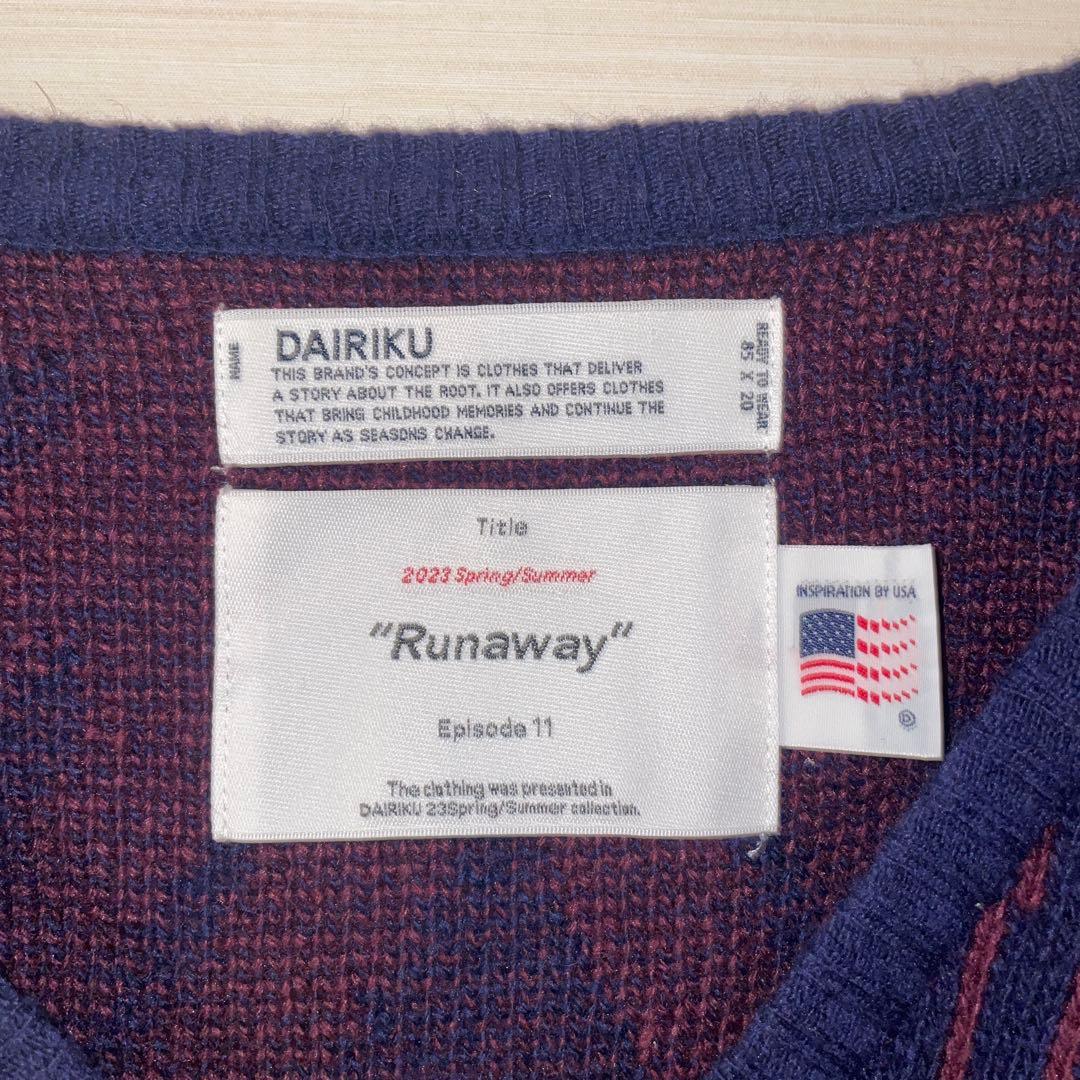 NAME
DAIRIKU
THIS BRAND'S CONCEPT IS CLOTHES THAT DELIVER
A STORY ABOUT THE ROOT. IT ALSO OFFERS CLOTHES
THAT BRING CHILDHOOD MEMORIES AND CONTINUE THE
STORY AS SEASONS CHANGE.
READY TO WEAR
85 X 20
Title
2023 Spring/Summer
"Runaway"
Episode 11
The clothing was presented in
DAIRIKU 23Spring/Summer collection.
INSPIRATION BY USA
D